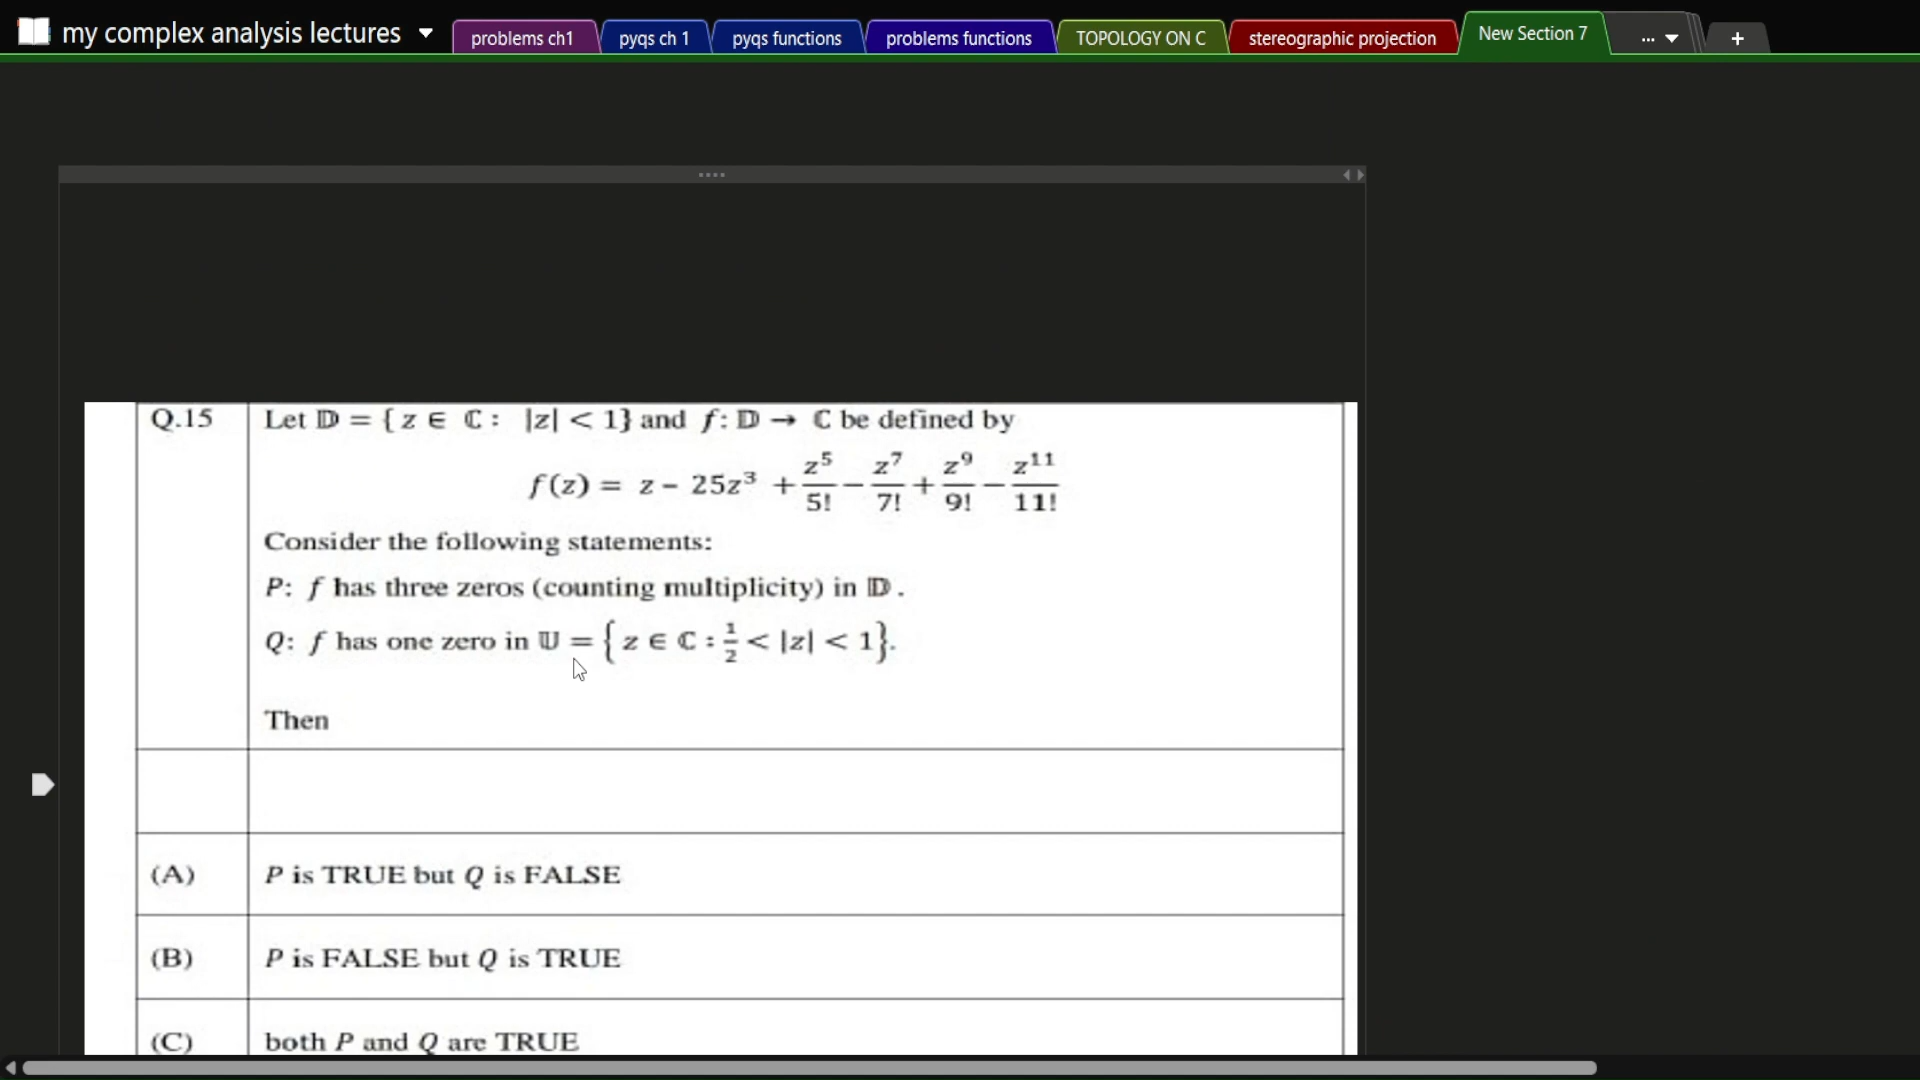 my complex analysis lectures
problems ch1
pyqs ch 1
pyqs functions
problems functions
TOPOLOGY ON C
stereographic projection
New Section 7
...
+
Q.15 Let 𝔻 = { z ∈ ℂ : |z| < 1} and f: 𝔻 → ℂ be defined by
f(z) = z − 25z³ + z⁵/5! − z⁷/7! + z⁹/9! − z¹¹/11!
Consider the following statements:
P: f has three zeros (counting multiplicity) in 𝔻 .
Q: f has one zero in 𝕌 = { z ∈ ℂ : 1/2 < |z| < 1}.
Then
(A) P is TRUE but Q is FALSE
(B) P is FALSE but Q is TRUE
(C) both P and Q are TRUE